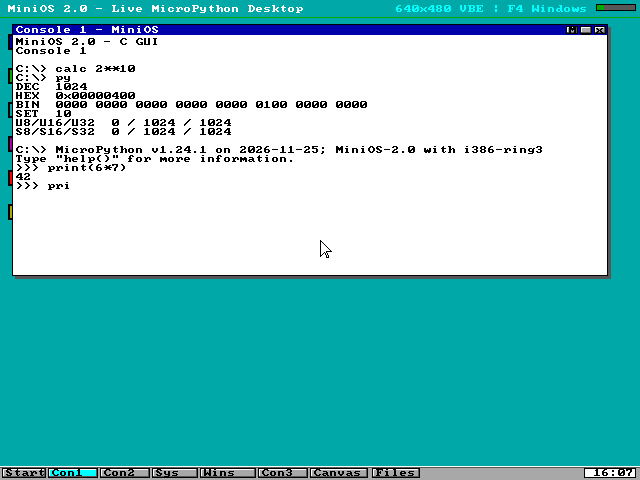 MiniOS 2.0 - Live MicroPython Desktop
640x480 VBE ¦ F4 Windows
Console 1 - MiniOS
M
MiniOS 2.0 - C GUI
Console 1
C:\> calc 2**10
C:\> py
DEC  1024
HEX  0x00000400
BIN  0000 0000 0000 0000 0000 0100 0000 0000
SET  10
U8/U16/U32  0 / 1024 / 1024
S8/S16/S32  0 / 1024 / 1024
C:\> MicroPython v1.24.1 on 2026-11-25; MiniOS-2.0 with i386-ring3
Type "help()" for more information.
>>> print(6*7)
42
>>> pri
Start Con1 Con2 Sys Wins Con3 Canvas Files 16:07